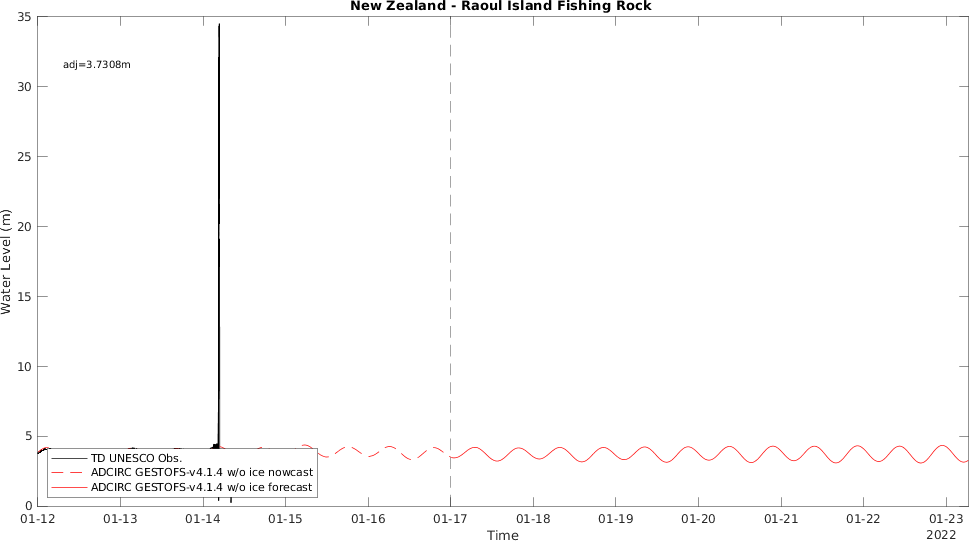 New Zealand - Raoul Island Fishing Rock
35
30
25
20
15
10
5
0
Water Level (m)
adj=3.7308m
TD UNESCO Obs.
ADCIRC GESTOFS-v4.1.4 w/o ice nowcast
ADCIRC GESTOFS-v4.1.4 w/o ice forecast
01-12 01-13 01-14 01-15 01-16 01-17 01-18 01-19 01-20 01-21 01-22 01-23
Time
2022